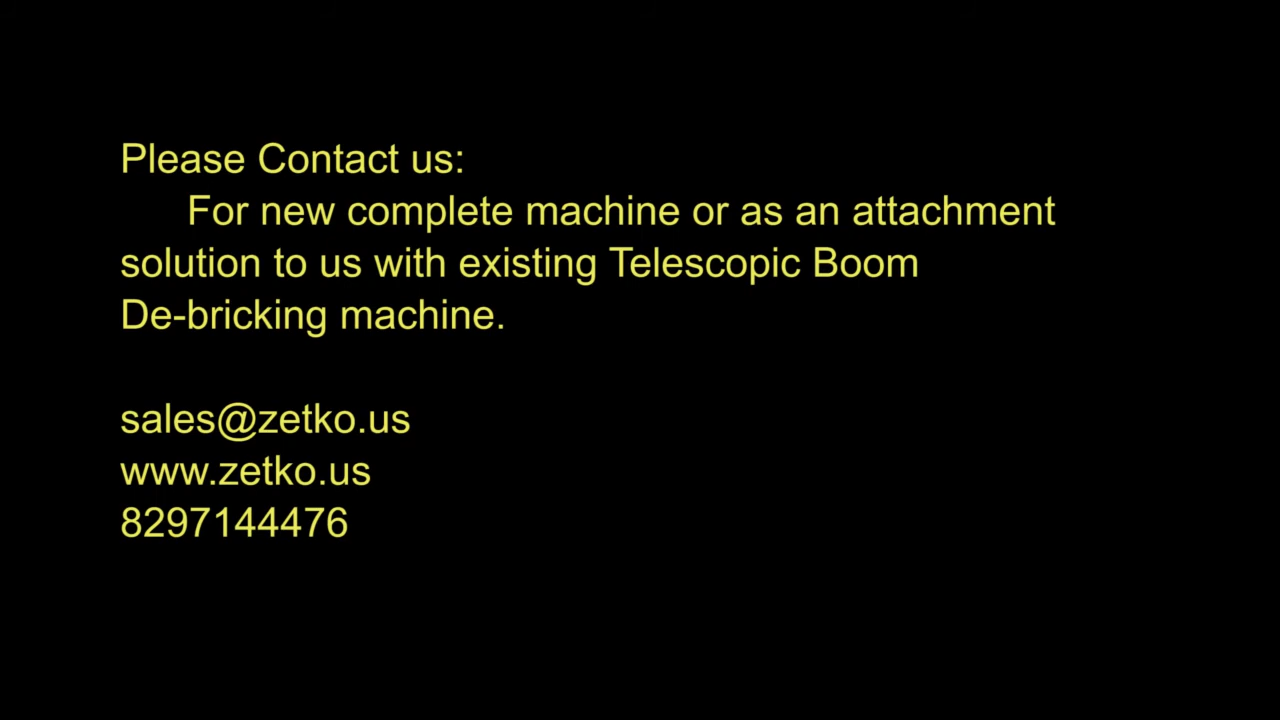 Please Contact us:
For new complete machine or as an attachment
solution to us with existing Telescopic Boom
De-bricking machine.
sales@zetko.us
www.zetko.us
8297144476